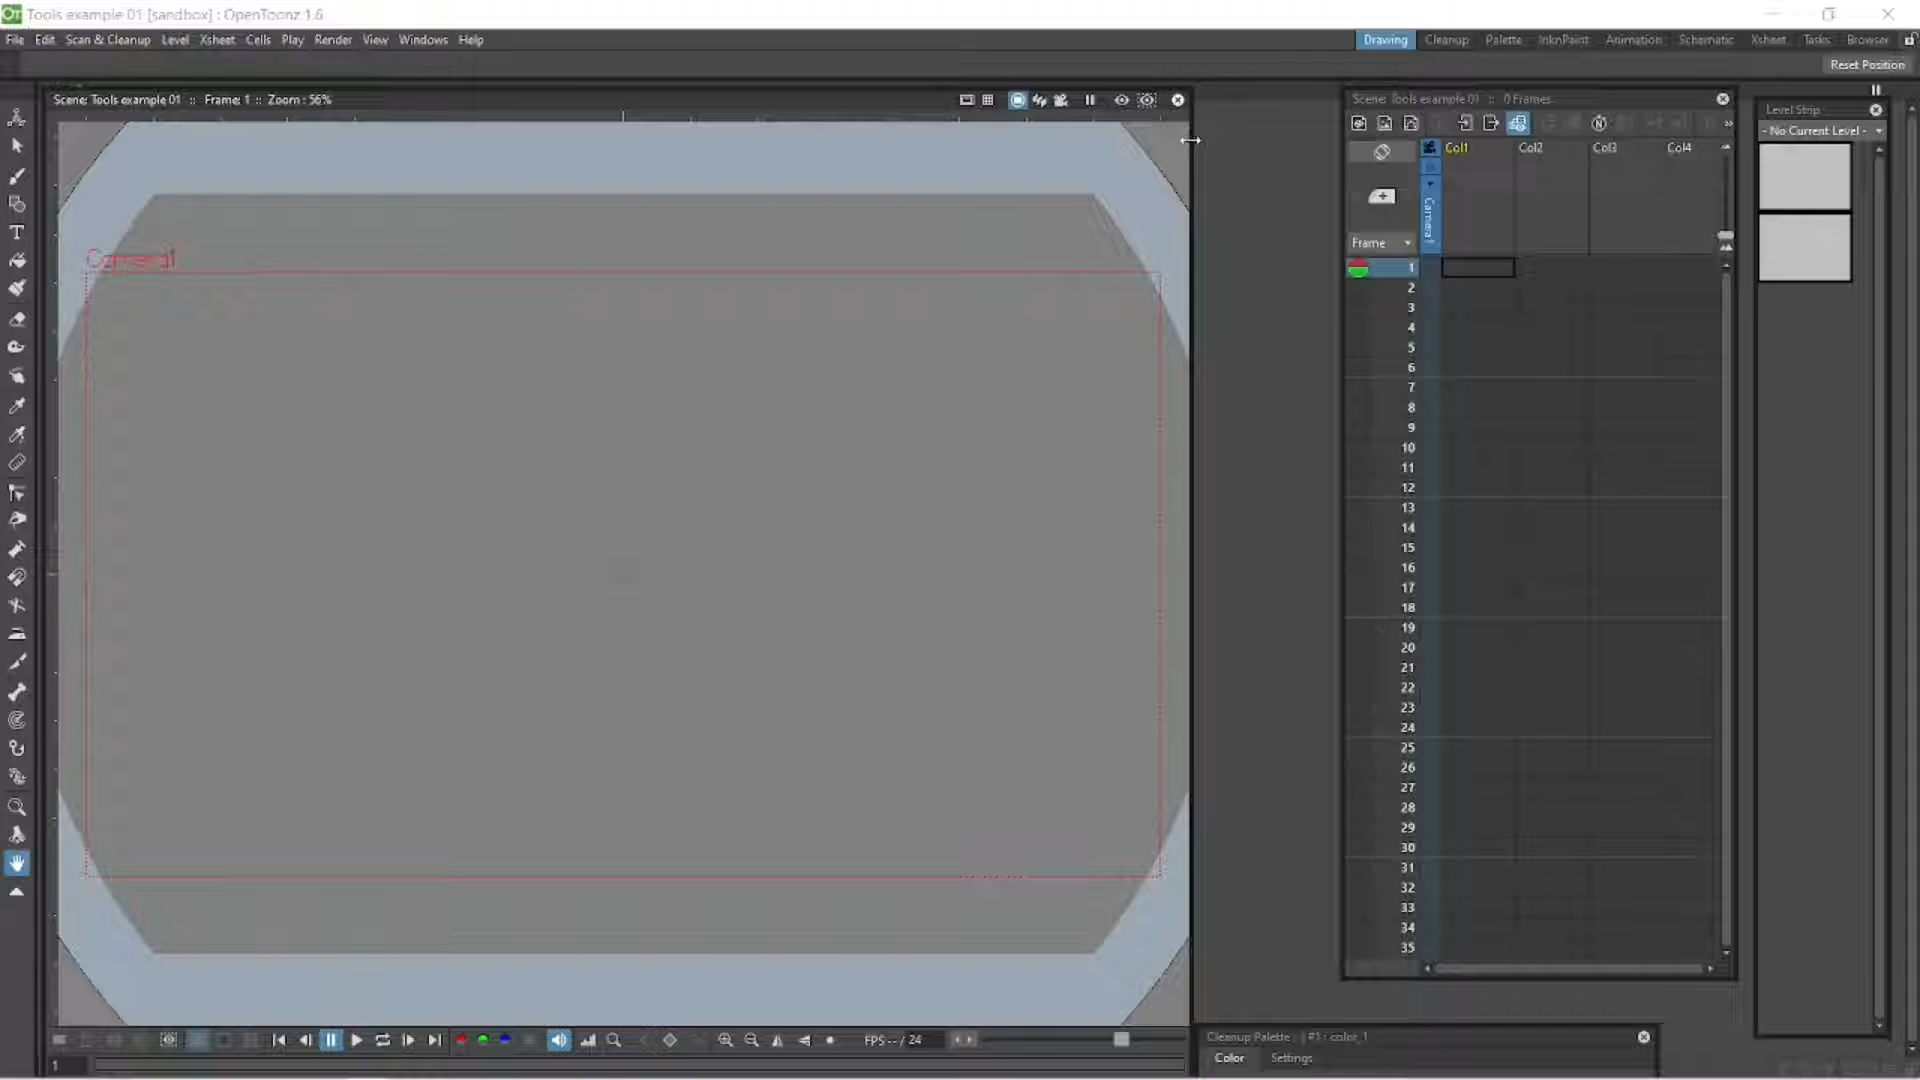 Tools example 01 [sandbox] : OpenToonz 1.6
File Edit Scan & Cleanup Level Xsheet Cells Play Render View Windows Help
Drawing Cleanup Palette InknPaint Animation Schematic Xsheet Tasks Browser
Reset Position
Scene: Tools example 01 :: Frame: 1 :: Zoom : 56%
Scene: Tools example 01 :: 0 Frames
Level Strip
- No Current Level -
Col1 Col2 Col3 Col4
Camera1
Frame
Camera1
1
2
3
4
5
6
7
8
9
10
11
12
13
14
15
16
17
18
19
20
21
22
23
24
25
26
27
28
29
30
31
32
33
34
35
FPS -- / 24
1
Cleanup Palette | #1 : color_1
Color Settings